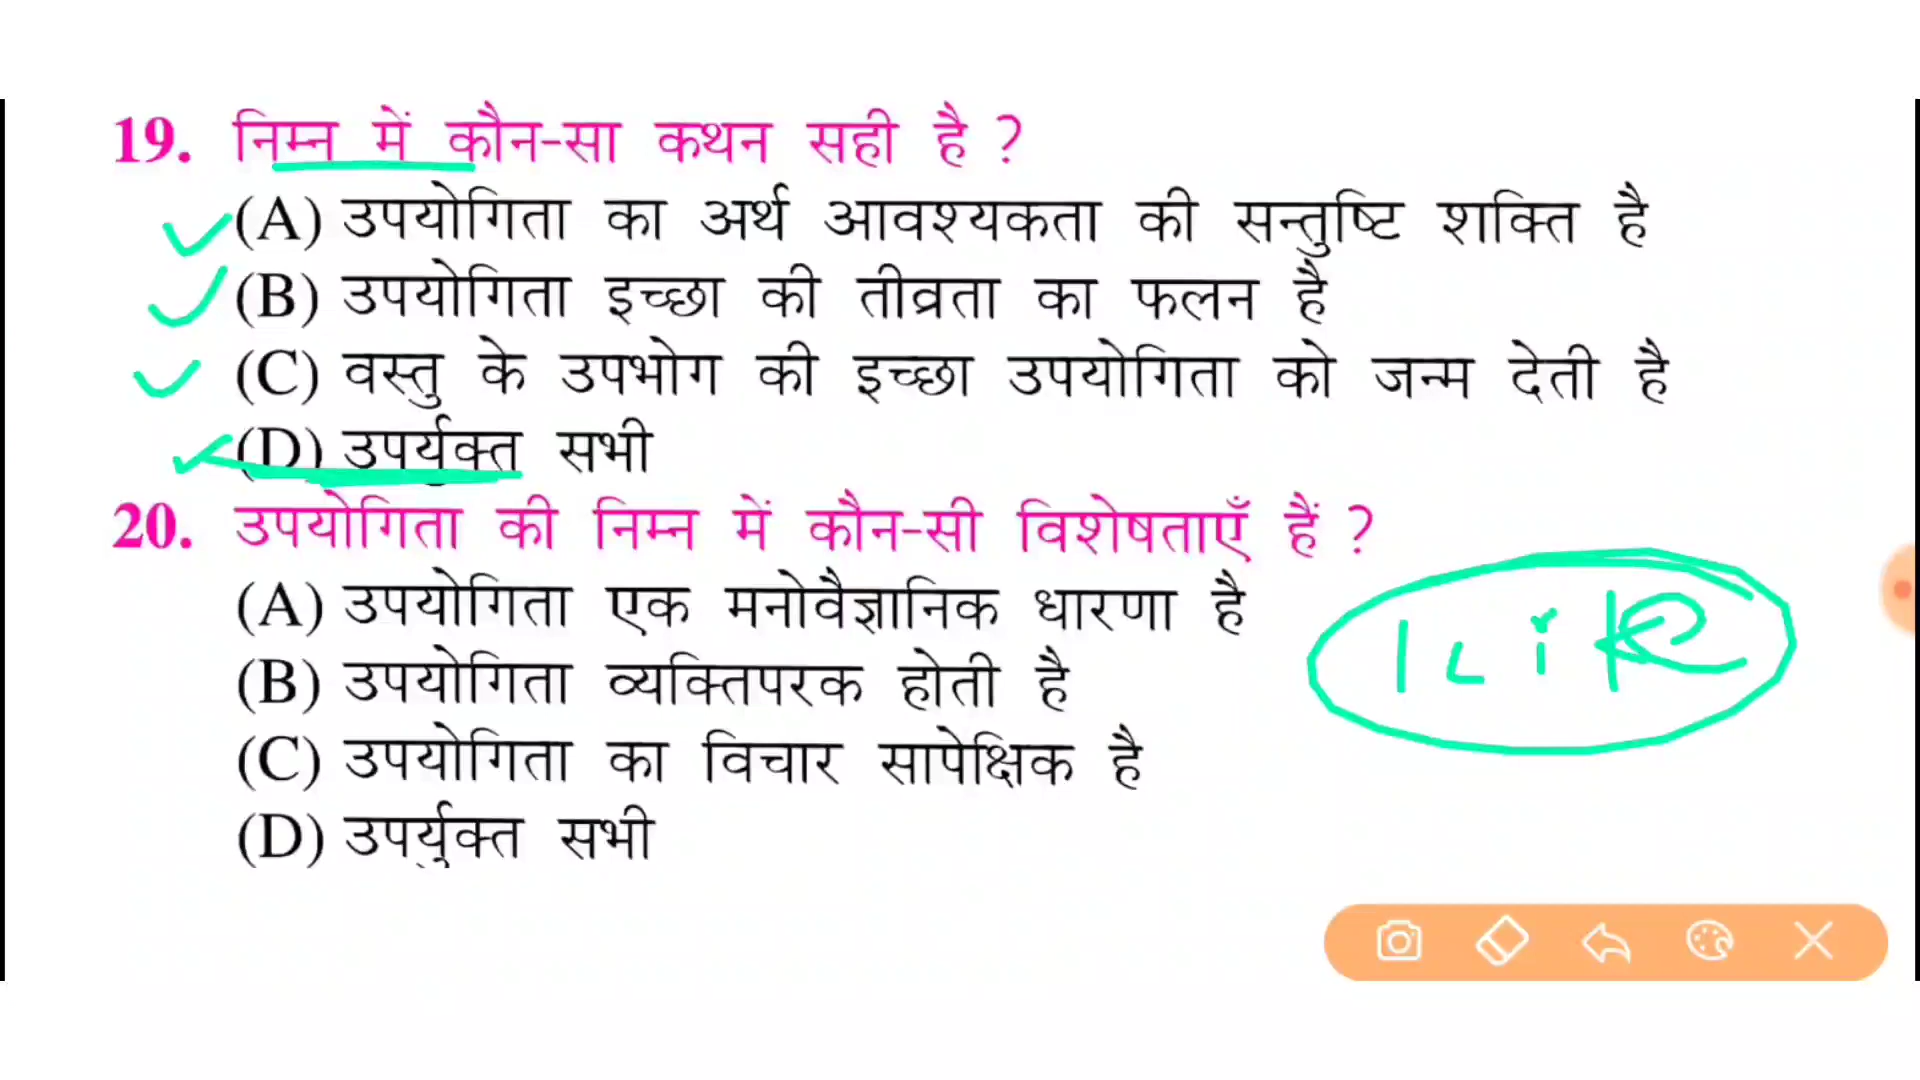 19. निम्न में कौन-सा कथन सही है ?
(A) उपयोगिता का अर्थ आवश्यकता की सन्तुष्टि शक्ति है
(B) उपयोगिता इच्छा की तीव्रता का फलन है
(C) वस्तु के उपभोग की इच्छा उपयोगिता को जन्म देती है
(D) उपर्युक्त सभी
20. उपयोगिता की निम्न में कौन-सी विशेषताएँ हैं ?
(A) उपयोगिता एक मनोवैज्ञानिक धारणा है
(B) उपयोगिता व्यक्तिपरक होती है
(C) उपयोगिता का विचार सापेक्षिक है
(D) उपर्युक्त सभी